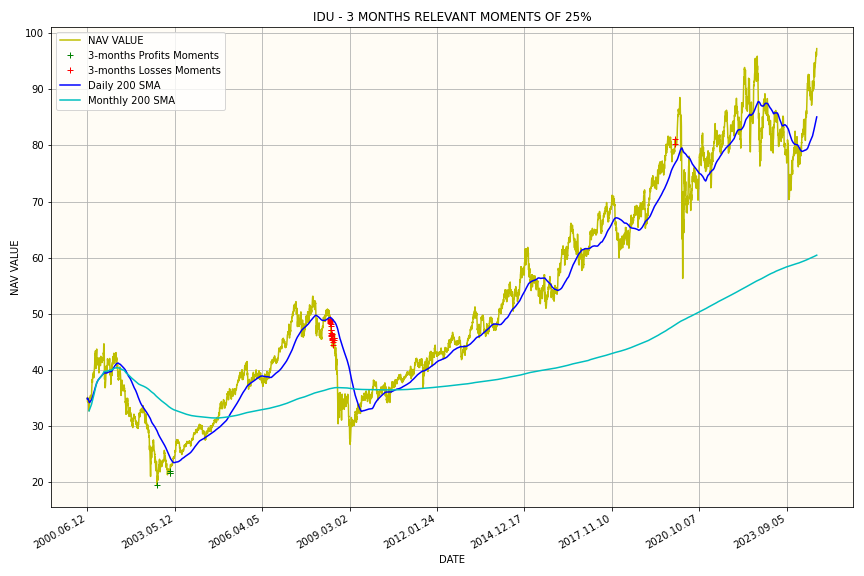 IDU - 3 MONTHS RELEVANT MOMENTS OF 25%
NAV VALUE
3-months Profits Moments
3-months Losses Moments
Daily 200 SMA
Monthly 200 SMA
100
90
80
70
60
50
40
30
20
NAV VALUE
2000.06.12
2003.05.12
2006.04.05
2009.03.02
2012.01.24
2014.12.17
2017.11.10
2020.10.07
2023.09.05
DATE